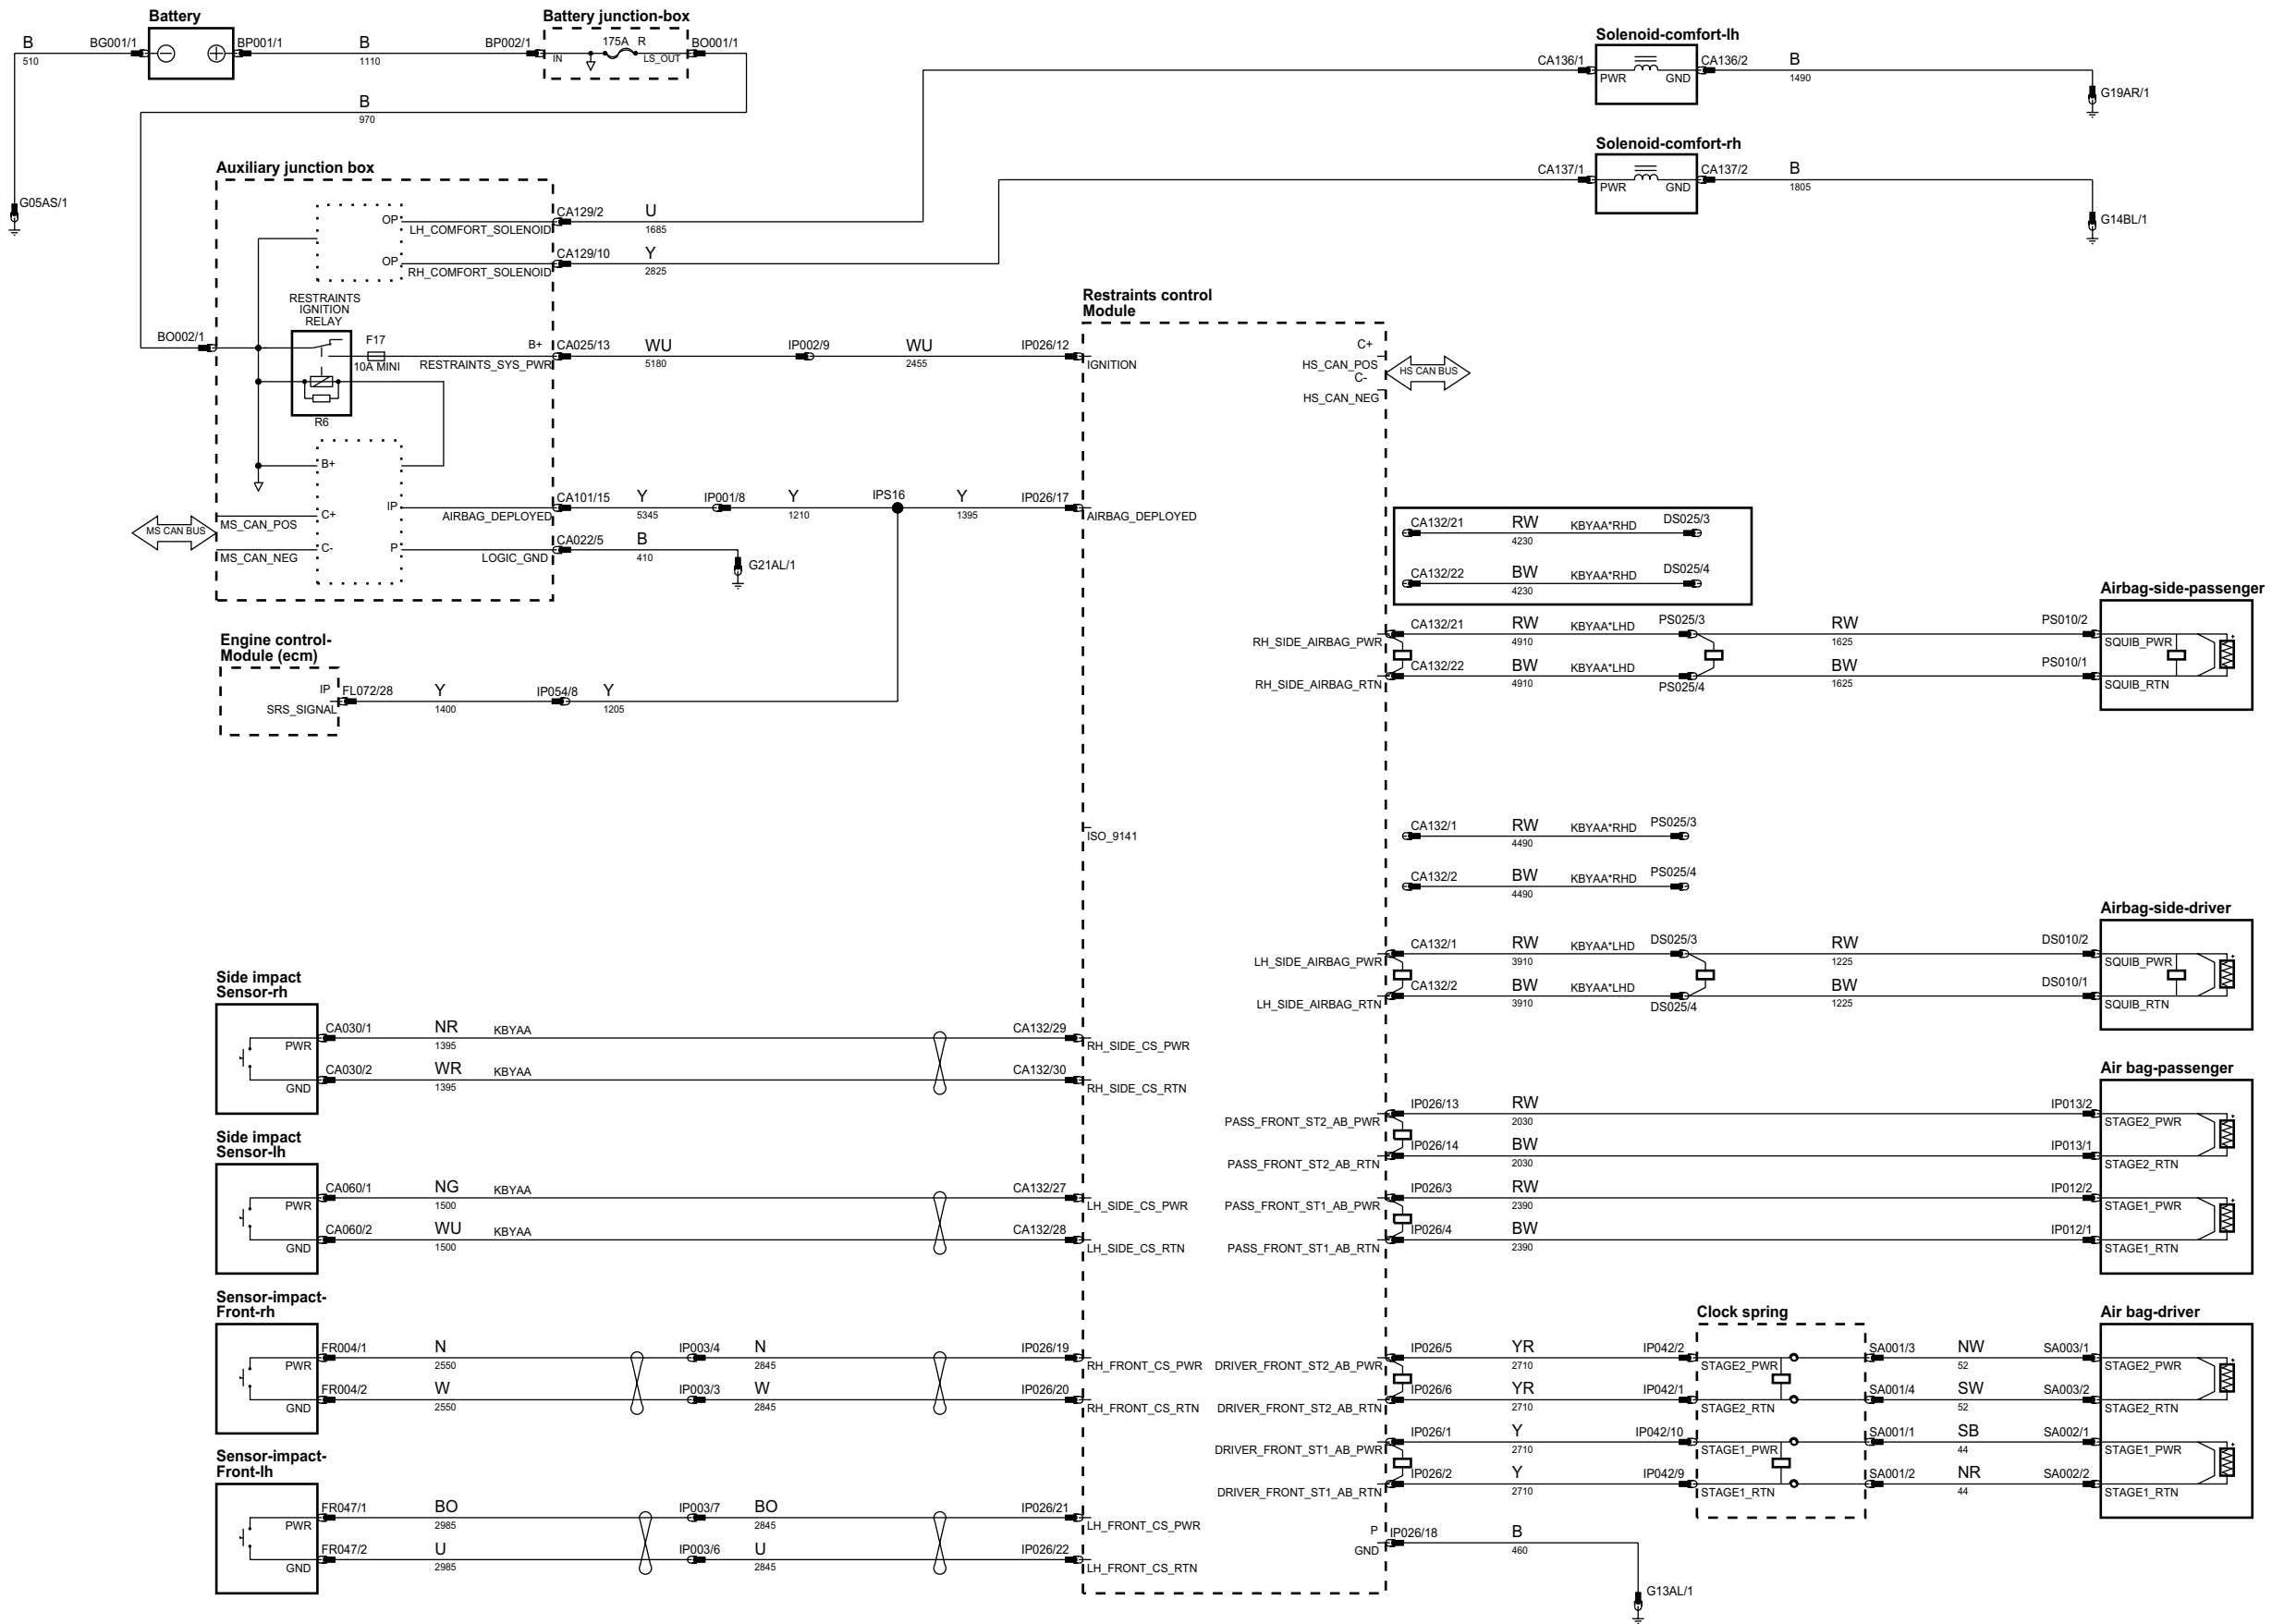 Battery
Battery junction-box
B
510
BG001/1
BP001/1
B
1110
BP002/1
175A R
IN
LS_OUT
BO001/1
B
970
G05AS/1
Solenoid-comfort-lh
CA136/1
PWR
GND
CA136/2
B
1490
G19AR/1
Solenoid-comfort-rh
CA137/1
PWR
GND
CA137/2
B
1805
G14BL/1
Auxiliary junction box
OP
LH_COMFORT_SOLENOID
CA129/2
U
1685
OP
RH_COMFORT_SOLENOID
CA129/10
Y
2825
RESTRAINTS
IGNITION
RELAY
BO002/1
F17
10A MINI
R6
B+
RESTRAINTS_SYS_PWR
CA025/13
WU
5180
IP002/9
WU
2455
IP026/12
B+
MS CAN BUS
MS_CAN_POS
C+
MS_CAN_NEG
C-
IP
AIRBAG_DEPLOYED
CA101/15
Y
5345
IP001/8
Y
1210
IPS16
Y
1395
IP026/17
P
LOGIC_GND
CA022/5
B
410
G21AL/1
Engine control-
Module (ecm)
IP
SRS_SIGNAL
FL072/28
Y
1400
IP054/8
Y
1205
Restraints control
Module
IGNITION
C+
HS_CAN_POS
C-
HS_CAN_NEG
HS CAN BUS
AIRBAG_DEPLOYED
CA132/21
RW
4230
KBYAA*RHD
DS025/3
CA132/22
BW
4230
KBYAA*RHD
DS025/4
RH_SIDE_AIRBAG_PWR
CA132/21
RW
4910
KBYAA*LHD
PS025/3
RW
1625
PS010/2
RH_SIDE_AIRBAG_RTN
CA132/22
BW
4910
KBYAA*LHD
PS025/4
BW
1625
PS010/1
Airbag-side-passenger
SQUIB_PWR
SQUIB_RTN
ISO_9141
CA132/1
RW
4490
KBYAA*RHD
PS025/3
CA132/2
BW
4490
KBYAA*RHD
PS025/4
LH_SIDE_AIRBAG_PWR
CA132/1
RW
3910
KBYAA*LHD
DS025/3
RW
1225
DS010/2
LH_SIDE_AIRBAG_RTN
CA132/2
BW
3910
KBYAA*LHD
DS025/4
BW
1225
DS010/1
Airbag-side-driver
SQUIB_PWR
SQUIB_RTN
Side impact
Sensor-rh
PWR
CA030/1
NR
1395
KBYAA
CA132/29
RH_SIDE_CS_PWR
GND
CA030/2
WR
1395
KBYAA
CA132/30
RH_SIDE_CS_RTN
Side impact
Sensor-lh
PWR
CA060/1
NG
1500
KBYAA
CA132/27
LH_SIDE_CS_PWR
GND
CA060/2
WU
1500
KBYAA
CA132/28
LH_SIDE_CS_RTN
Air bag-passenger
PASS_FRONT_ST2_AB_PWR
IP026/13
RW
2030
IP013/2
STAGE2_PWR
PASS_FRONT_ST2_AB_RTN
IP026/14
BW
2030
IP013/1
STAGE2_RTN
PASS_FRONT_ST1_AB_PWR
IP026/3
RW
2390
IP012/2
STAGE1_PWR
PASS_FRONT_ST1_AB_RTN
IP026/4
BW
2390
IP012/1
STAGE1_RTN
Sensor-impact-
Front-rh
PWR
FR004/1
N
2550
IP003/4
N
2845
IP026/19
RH_FRONT_CS_PWR
GND
FR004/2
W
2550
IP003/3
W
2845
IP026/20
RH_FRONT_CS_RTN
Sensor-impact-
Front-lh
PWR
FR047/1
BO
2985
IP003/7
BO
2845
IP026/21
LH_FRONT_CS_PWR
GND
FR047/2
U
2985
IP003/6
U
2845
IP026/22
LH_FRONT_CS_RTN
Clock spring
Air bag-driver
DRIVER_FRONT_ST2_AB_PWR
IP026/5
YR
2710
IP042/2
STAGE2_PWR
SA001/3
NW
52
SA003/1
STAGE2_PWR
DRIVER_FRONT_ST2_AB_RTN
IP026/6
YR
2710
IP042/1
STAGE2_RTN
SA001/4
SW
52
SA003/2
STAGE2_RTN
DRIVER_FRONT_ST1_AB_PWR
IP026/1
Y
2710
IP042/10
STAGE1_PWR
SA001/1
SB
44
SA002/1
STAGE1_PWR
DRIVER_FRONT_ST1_AB_RTN
IP026/2
Y
2710
IP042/9
STAGE1_RTN
SA001/2
NR
44
SA002/2
STAGE1_RTN
P
GND
IP026/18
B
460
G13AL/1